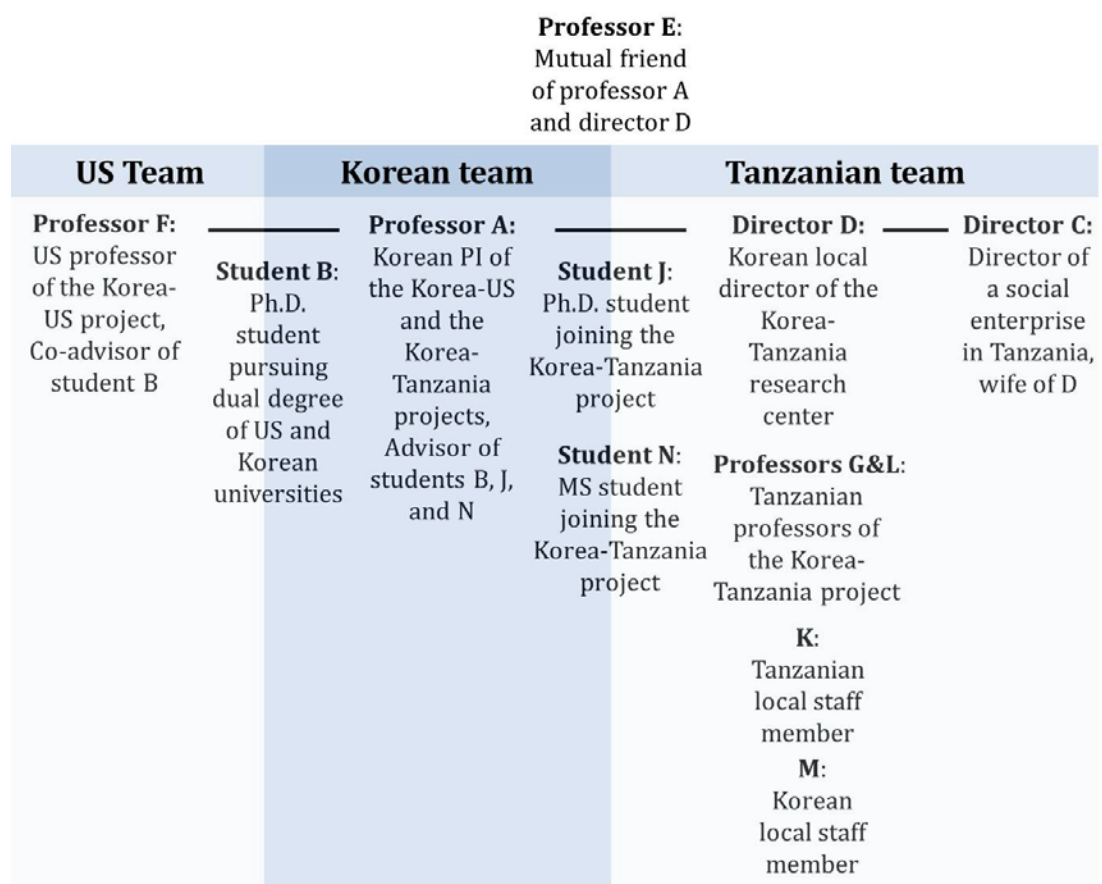 Professor E:
Mutual friend
of professor A
and director D
US Team
Korean team
Tanzanian team
Professor F:
US professor
of the Korea-
US project,
Co-advisor of
student B
Student B:
Ph.D.
student
pursuing
dual degree
of US and
Korean
universities
Professor A:
Korean PI of
the Korea-US
and the
Korea-
Tanzania
projects,
Advisor of
students B, J,
and N
Student J:
Ph.D. student
joining the
Korea-Tanzania
project
Student N:
MS student
joining the
Korea-Tanzania
project
Director D:
Korean local
director of the
Korea-
Tanzania
research
center
Professors G&L:
Tanzanian
professors of
the Korea-
Tanzania project
K:
Tanzanian
local staff
member
M:
Korean
local staff
member
Director C:
Director of
a social
enterprise
in Tanzania,
wife of D